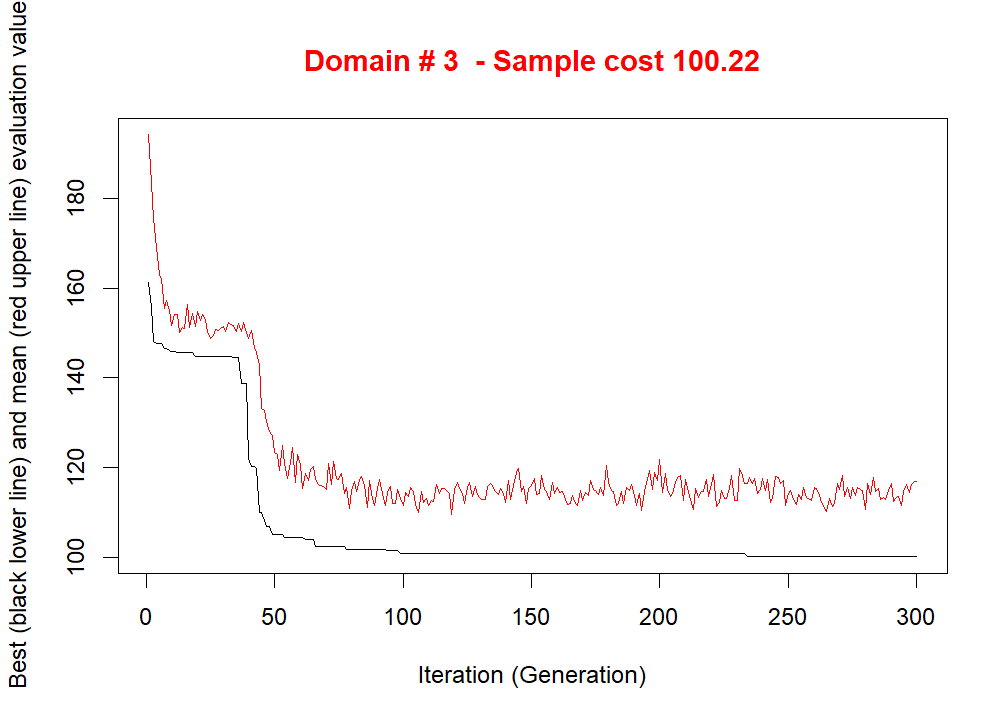 Domain # 3  - Sample cost 100.22
Best (black lower line) and mean (red upper line) evaluation value
180
160
140
120
100
0 50 100 150 200 250 300
Iteration (Generation)